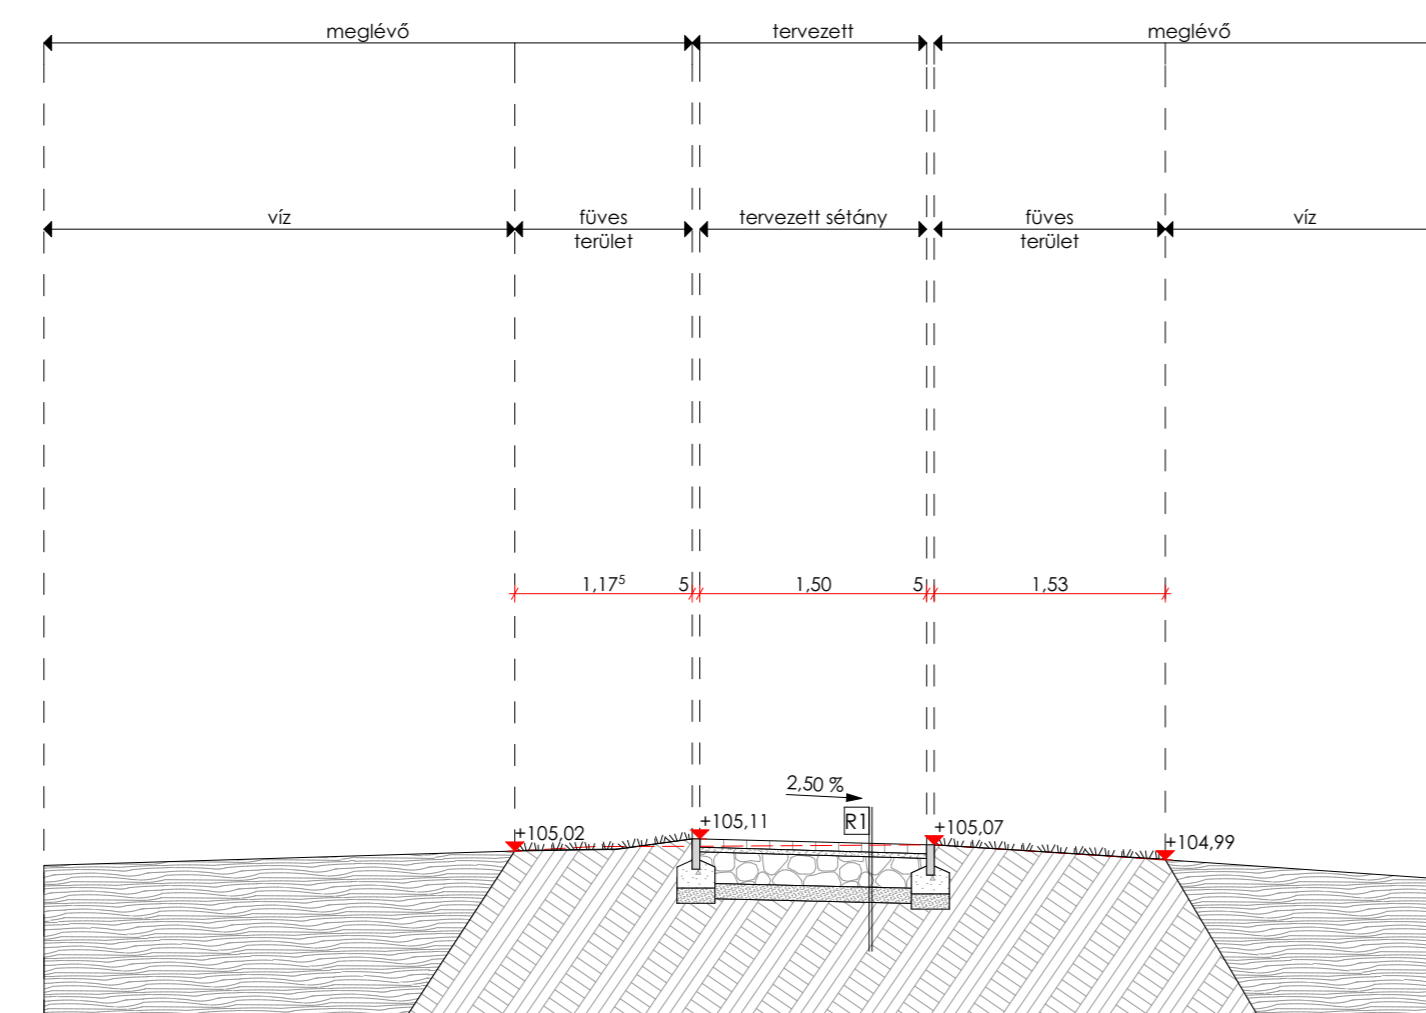 meglévő
tervezett
meglévő
víz
füves
terület
tervezett sétány
füves
terület
víz
1,17⁵
5
1,50
5
1,53
2,50 %
R1
+105,02
+105,11
+105,07
+104,99